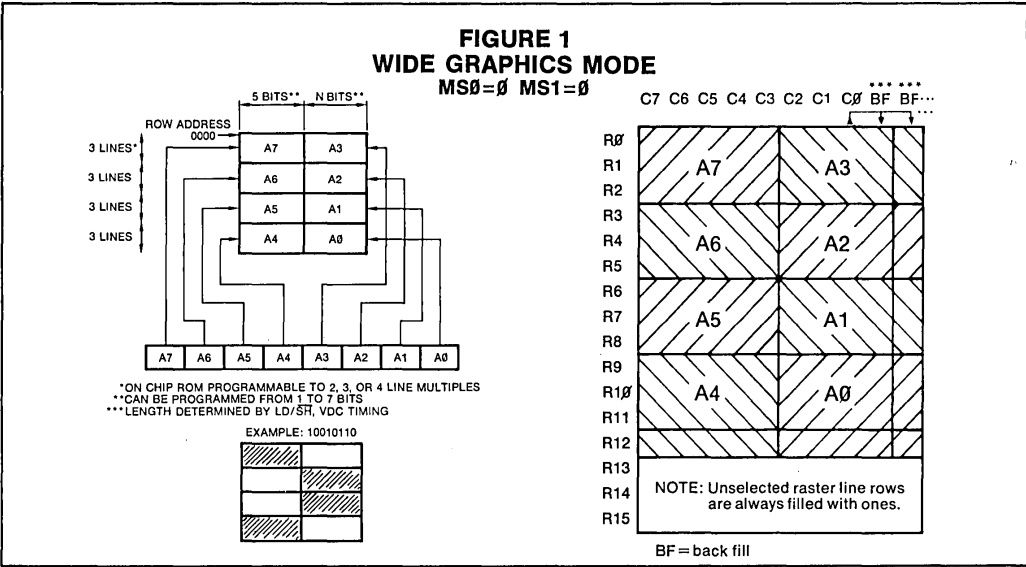 FIGURE 1
WIDE GRAPHICS MODE
MSØ=Ø MS1=Ø
5 BITS** N BITS**
ROW ADDRESS
0000
3 LINES*
3 LINES
3 LINES
3 LINES
A7 A3
A6 A2
A5 A1
A4 AØ
A7 A6 A5 A4 A3 A2 A1 AØ
*ON CHIP ROM PROGRAMMABLE TO 2, 3, OR 4 LINE MULTIPLES
**CAN BE PROGRAMMED FROM 1 TO 7 BITS
***LENGTH DETERMINED BY LD/S̅H̅, VDC TIMING
EXAMPLE: 10010110
*** ***
C7 C6 C5 C4 C3 C2 C1 CØ BF BF...
...
RØ
R1
R2
R3
R4
R5
R6
R7
R8
R9
R1Ø
R11
R12
R13
R14
R15
A7 A3
A6 A2
A5 A1
A4 AØ
NOTE: Unselected raster line rows
are always filled with ones.
BF=back fill